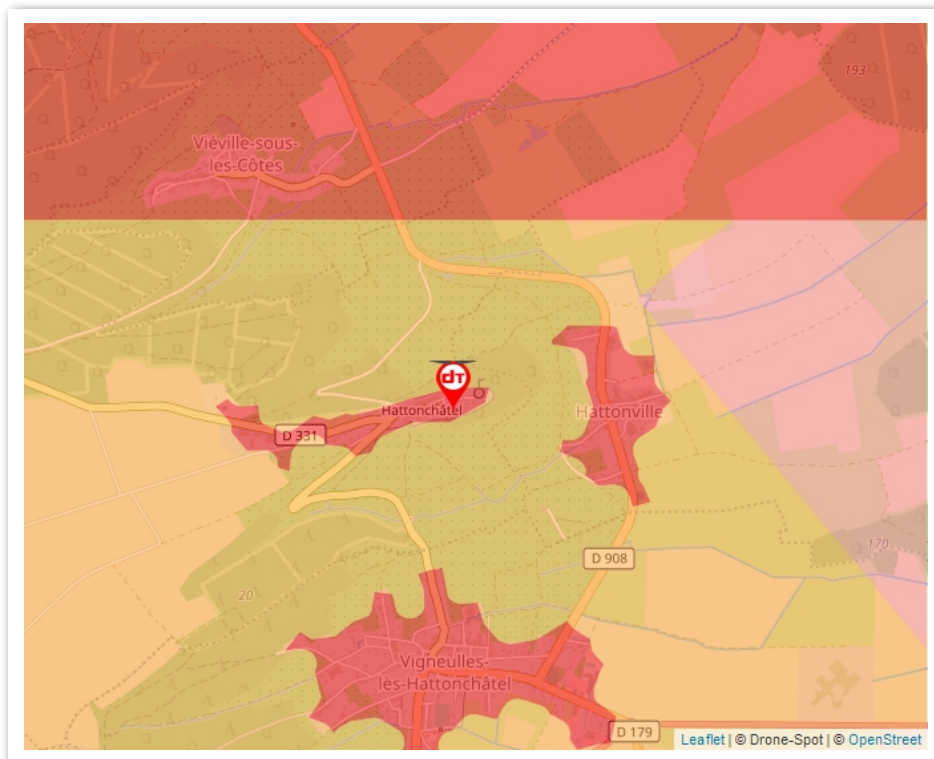 193
Viéville-sous-
les-Côtes
dT
Hattonchâtel
Hattonville
D 331
D 908
170
20
Vigneulles-
lès-Hattonchâtel
D 179
Leaflet | © Drone-Spot | © OpenStreet